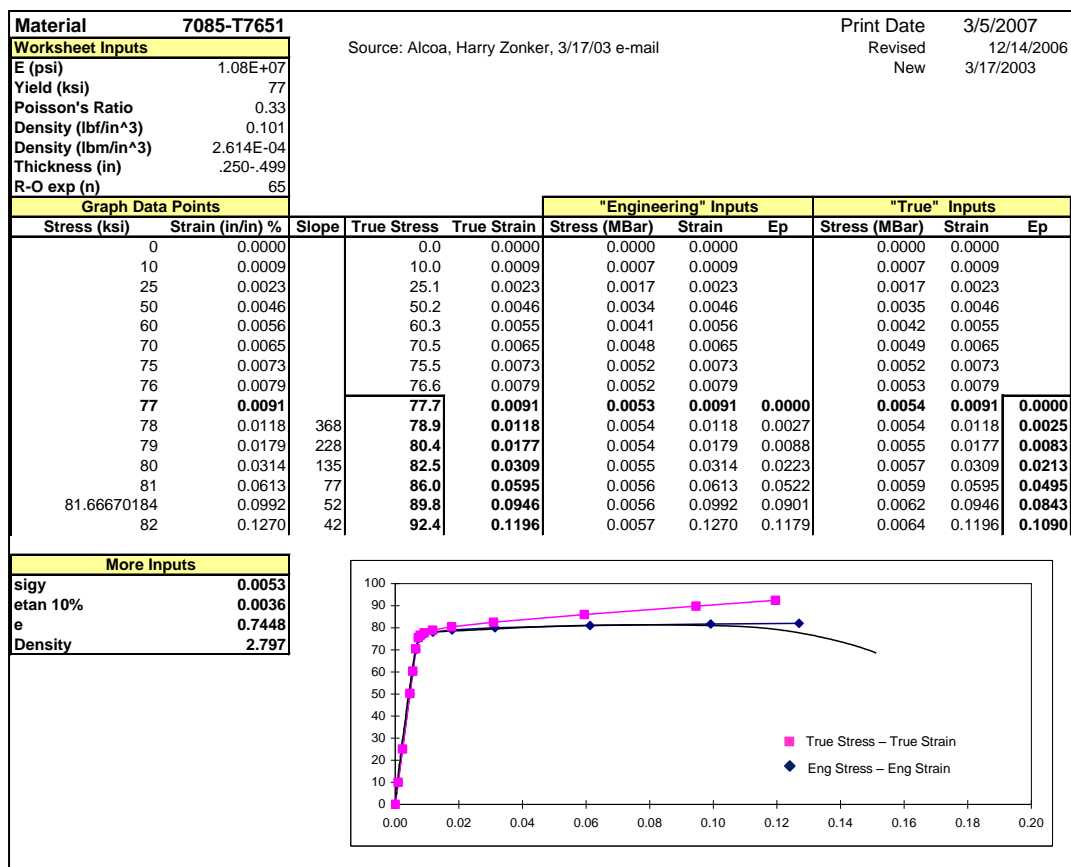 Material 7085-T7651 Print Date 3/5/2007
Worksheet Inputs Source: Alcoa, Harry Zonker, 3/17/03 e-mail Revised 12/14/2006
E (psi) 1.08E+07 New 3/17/2003
Yield (ksi) 77
Poisson's Ratio 0.33
Density (lbf/in^3) 0.101
Density (lbm/in^3) 2.614E-04
Thickness (in) .250-.499
R-O exp (n) 65
Graph Data Points "Engineering" Inputs "True" Inputs
Stress (ksi) Strain (in/in) % Slope True Stress True Strain Stress (MBar) Strain Ep Stress (MBar) Strain Ep
0 0.0000 0.0 0.0000 0.0000 0.0000 0.0000 0.0000
10 0.0009 10.0 0.0009 0.0007 0.0009 0.0007 0.0009
25 0.0023 25.1 0.0023 0.0017 0.0023 0.0017 0.0023
50 0.0046 50.2 0.0046 0.0034 0.0046 0.0035 0.0046
60 0.0056 60.3 0.0055 0.0041 0.0056 0.0042 0.0055
70 0.0065 70.5 0.0065 0.0048 0.0065 0.0049 0.0065
75 0.0073 75.5 0.0073 0.0052 0.0073 0.0052 0.0073
76 0.0079 76.6 0.0079 0.0052 0.0079 0.0053 0.0079
77 0.0091 77.7 0.0091 0.0053 0.0091 0.0000 0.0054 0.0091 0.0000
78 0.0118 368 78.9 0.0118 0.0054 0.0118 0.0027 0.0054 0.0118 0.0025
79 0.0179 228 80.4 0.0177 0.0054 0.0179 0.0088 0.0055 0.0177 0.0083
80 0.0314 135 82.5 0.0309 0.0055 0.0314 0.0223 0.0057 0.0309 0.0213
81 0.0613 77 86.0 0.0595 0.0056 0.0613 0.0522 0.0059 0.0595 0.0495
81.66670184 0.0992 52 89.8 0.0946 0.0056 0.0992 0.0901 0.0062 0.0946 0.0843
82 0.1270 42 92.4 0.1196 0.0057 0.1270 0.1179 0.0064 0.1196 0.1090
More Inputs
sigy 0.0053
etan 10% 0.0036
e 0.7448
Density 2.797
100
90
80
70
60
50
40
30
20
10
0
True Stress – True Strain
Eng Stress – Eng Strain
0.00 0.02 0.04 0.06 0.08 0.10 0.12 0.14 0.16 0.18 0.20